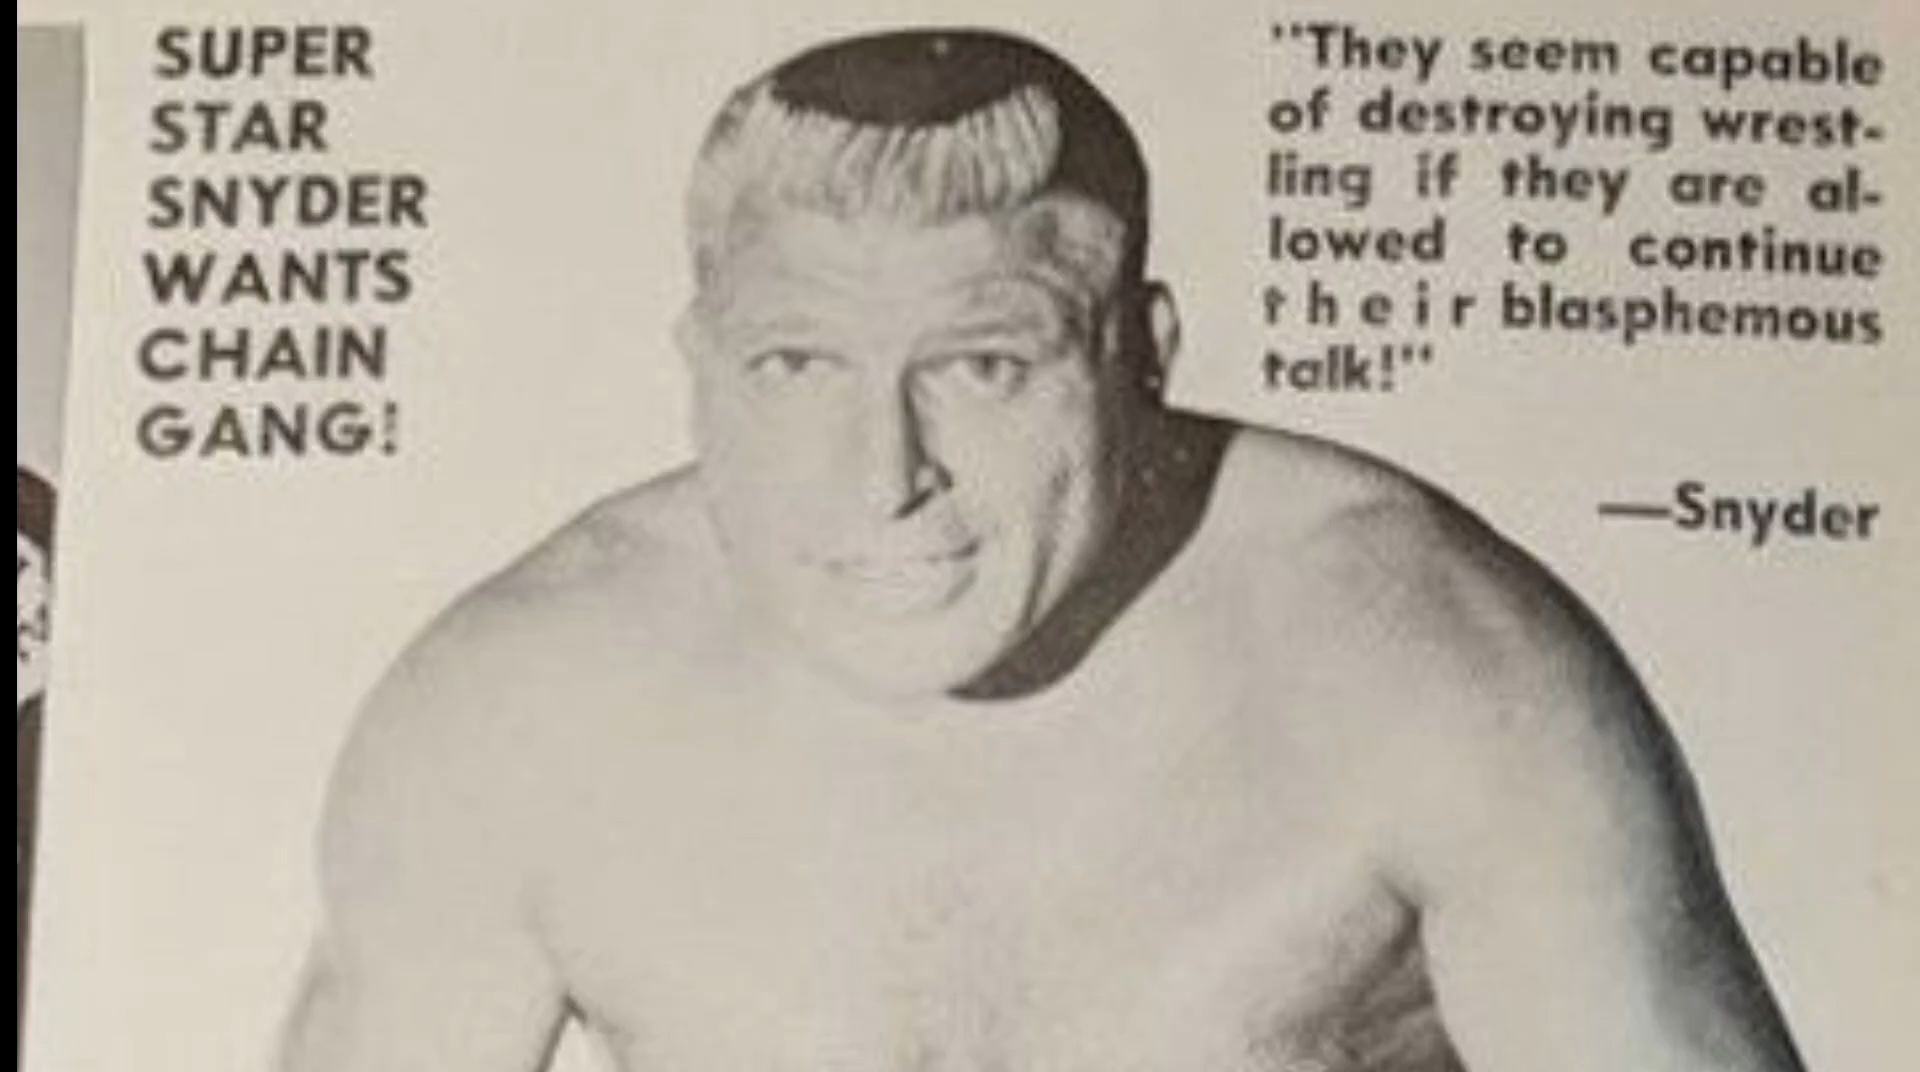 SUPER
STAR
SNYDER
WANTS
CHAIN
GANG!
"They seem capable
of destroying wrest-
ling if they are al-
lowed to continue
their blasphemous
talk!"
—Snyder